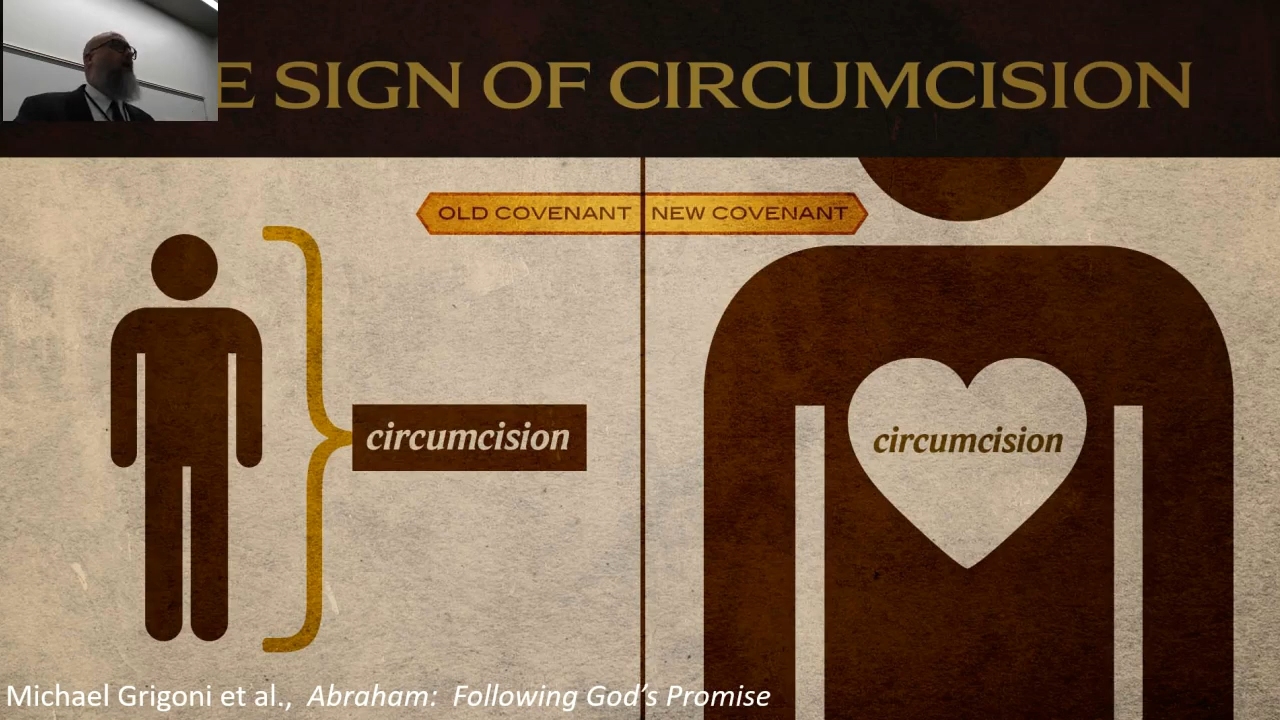 E SIGN OF CIRCUMCISION
OLD COVENANT NEW COVENANT
circumcision
circumcision
Michael Grigoni et al., Abraham: Following God's Promise